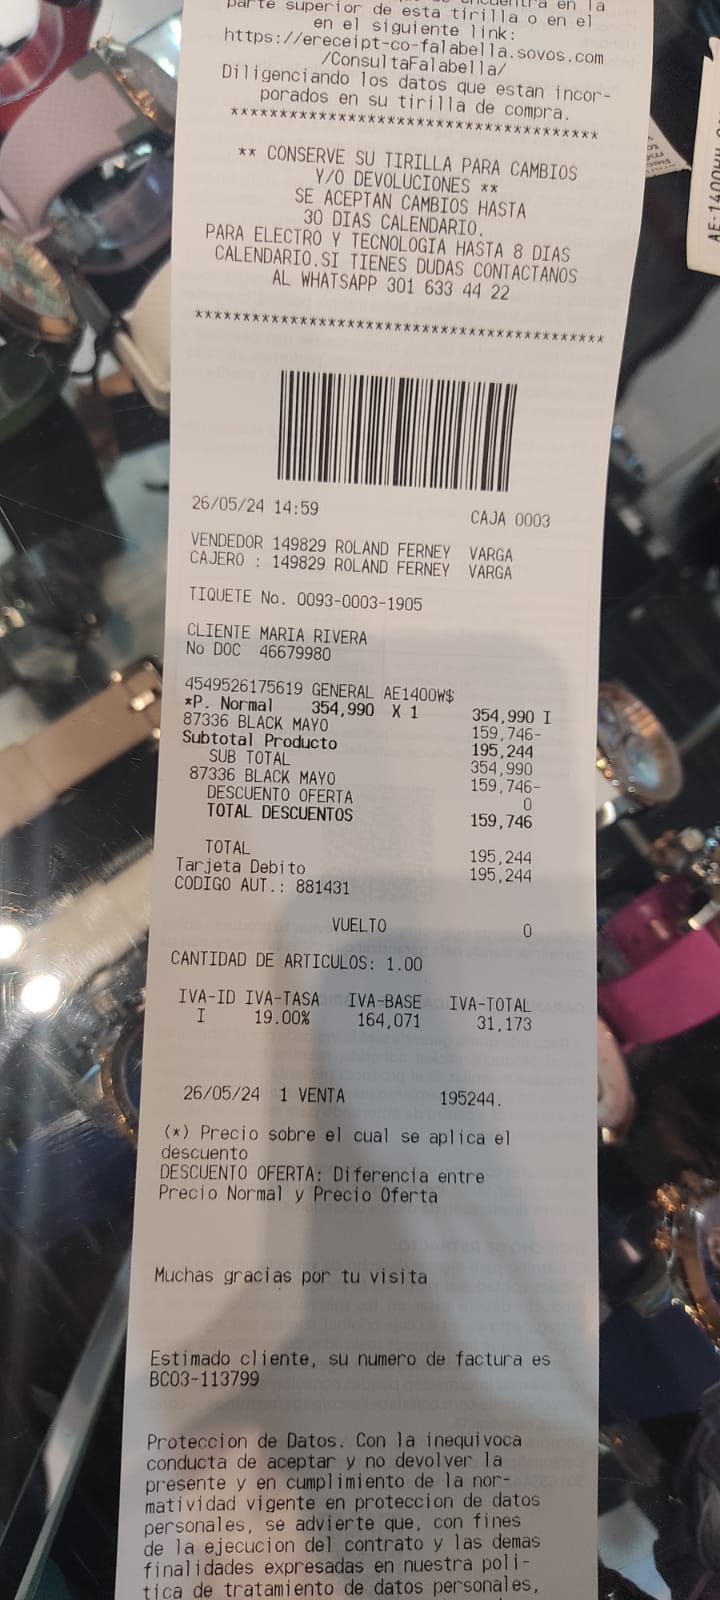 parte superior de esta tirilla o en el
en el siguiente link:
https://ereceipt-co-falabella.sovos.com
/ConsultaFalabella/
Diligenciando los datos que estan incor-
porados en su tirilla de compra.
**************************************
** CONSERVE SU TIRILLA PARA CAMBIOS
Y/O DEVOLUCIONES **
SE ACEPTAN CAMBIOS HASTA
30 DIAS CALENDARIO.
PARA ELECTRO Y TECNOLOGIA HASTA 8 DIAS
CALENDARIO.SI TIENES DUDAS CONTACTANOS
AL WHATSAPP 301 633 44 22
******************************************
26/05/24 14:59 CAJA 0003
VENDEDOR 149829 ROLAND FERNEY VARGA
CAJERO : 149829 ROLAND FERNEY VARGA
TIQUETE No. 0093-0003-1905
CLIENTE MARIA RIVERA
No DOC 46679980
4549526175619 GENERAL AE1400W$
*P. Normal 354,990 X 1 354,990 I
87336 BLACK MAYO 159,746-
Subtotal Producto 195,244
SUB TOTAL 354,990
87336 BLACK MAYO 159,746-
DESCUENTO OFERTA 0
TOTAL DESCUENTOS 159,746
TOTAL 195,244
Tarjeta Debito 195,244
CODIGO AUT.: 881431
VUELTO 0
CANTIDAD DE ARTICULOS: 1.00
IVA-ID IVA-TASA IVA-BASE IVA-TOTAL
I 19.00% 164,071 31,173
26/05/24 1 VENTA 195244.
(*) Precio sobre el cual se aplica el
descuento
DESCUENTO OFERTA: Diferencia entre
Precio Normal y Precio Oferta
Muchas gracias por tu visita
Estimado cliente, su numero de factura es
BC03-113799
Proteccion de Datos. Con la inequivoca
conducta de aceptar y no devolver la
presente y en cumplimiento de la nor-
matividad vigente en proteccion de datos
personales, se advierte que, con fines
de la ejecucion del contrato y las demas
finalidades expresadas en nuestra poli-
tica de tratamiento de datos personales,